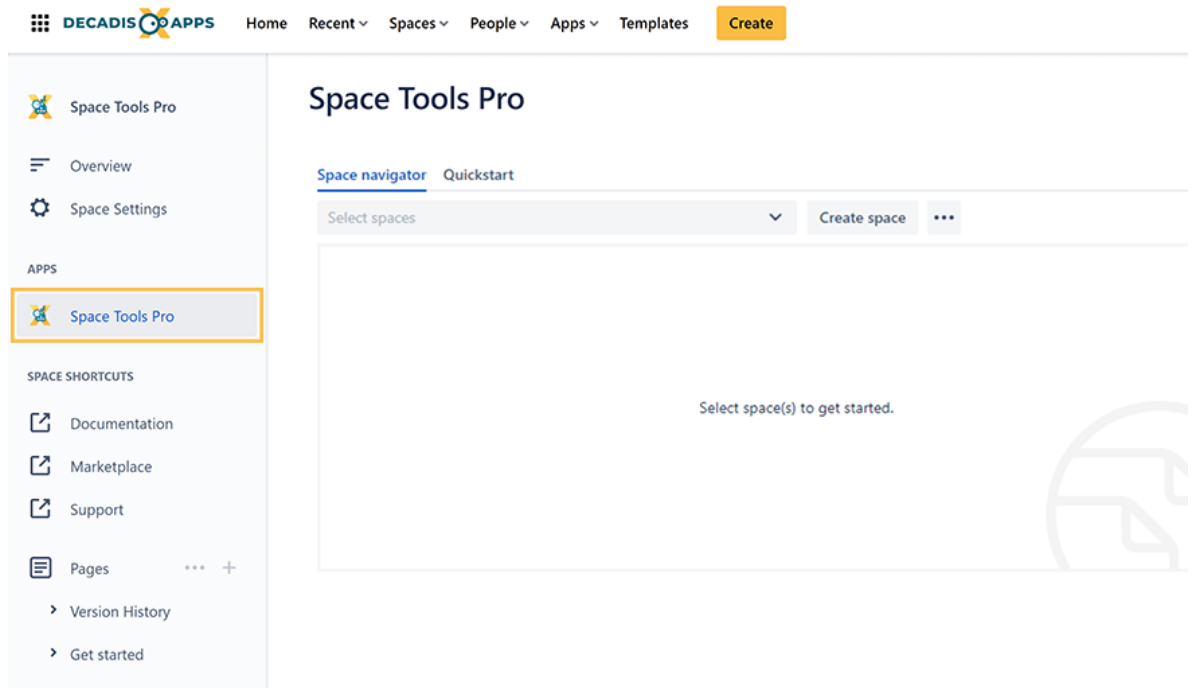 DECADIS APPS Home Recent Spaces People Apps Templates Create
Space Tools Pro
Overview
Space Settings
APPS
Space Tools Pro
SPACE SHORTCUTS
Documentation
Marketplace
Support
Pages
Version History
Get started
Space Tools Pro
Space navigator Quickstart
Select spaces Create space
Select space(s) to get started.